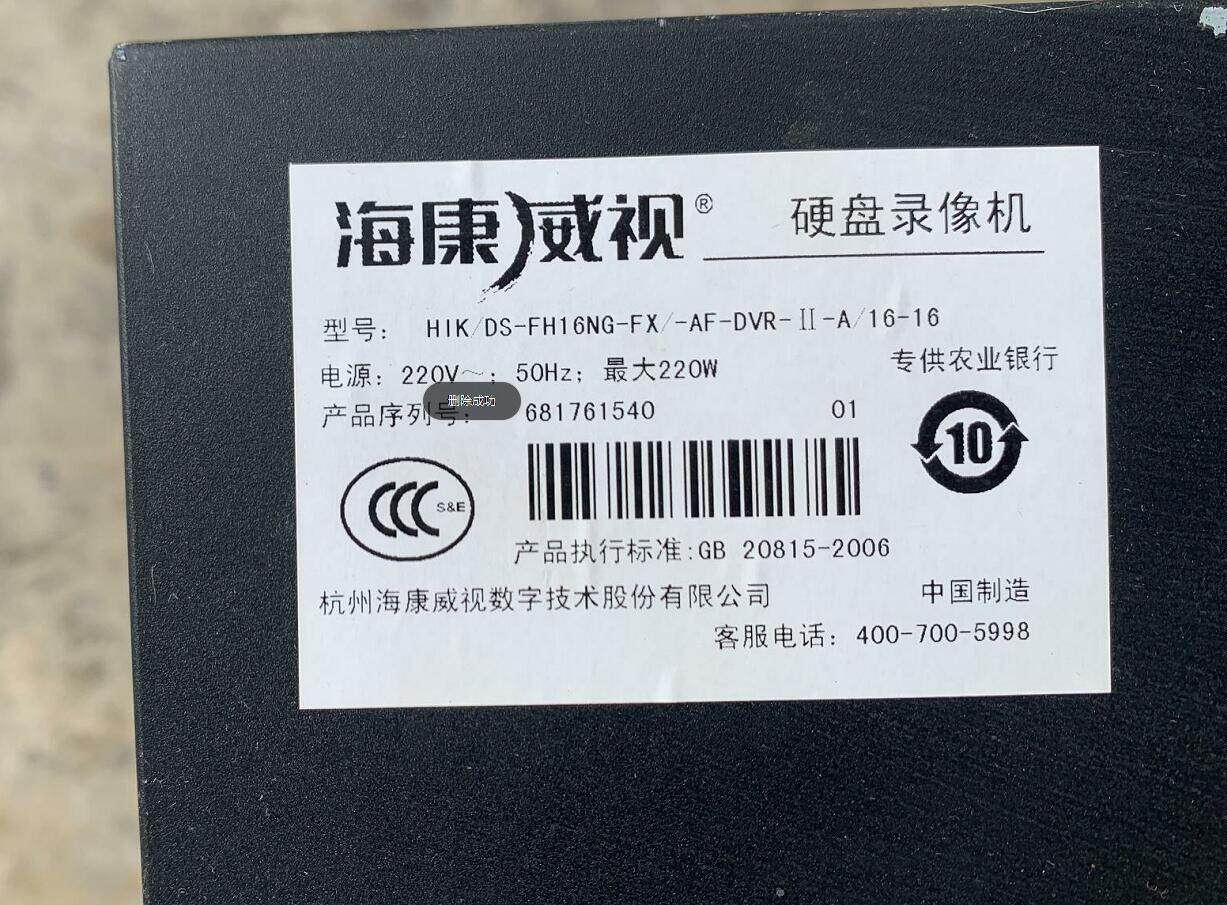 海康威视® 硬盘录像机
型号: HIK/DS-FH16NG-FX/-AF-DVR-Ⅱ-A/16-16
电源: 220V～; 50Hz; 最大220W
专供农业银行
删除成功
产品序列号: 681761540 01
10
CCC S&E
产品执行标准:GB 20815-2006
杭州海康威视数字技术股份有限公司 中国制造
客服电话: 400-700-5998